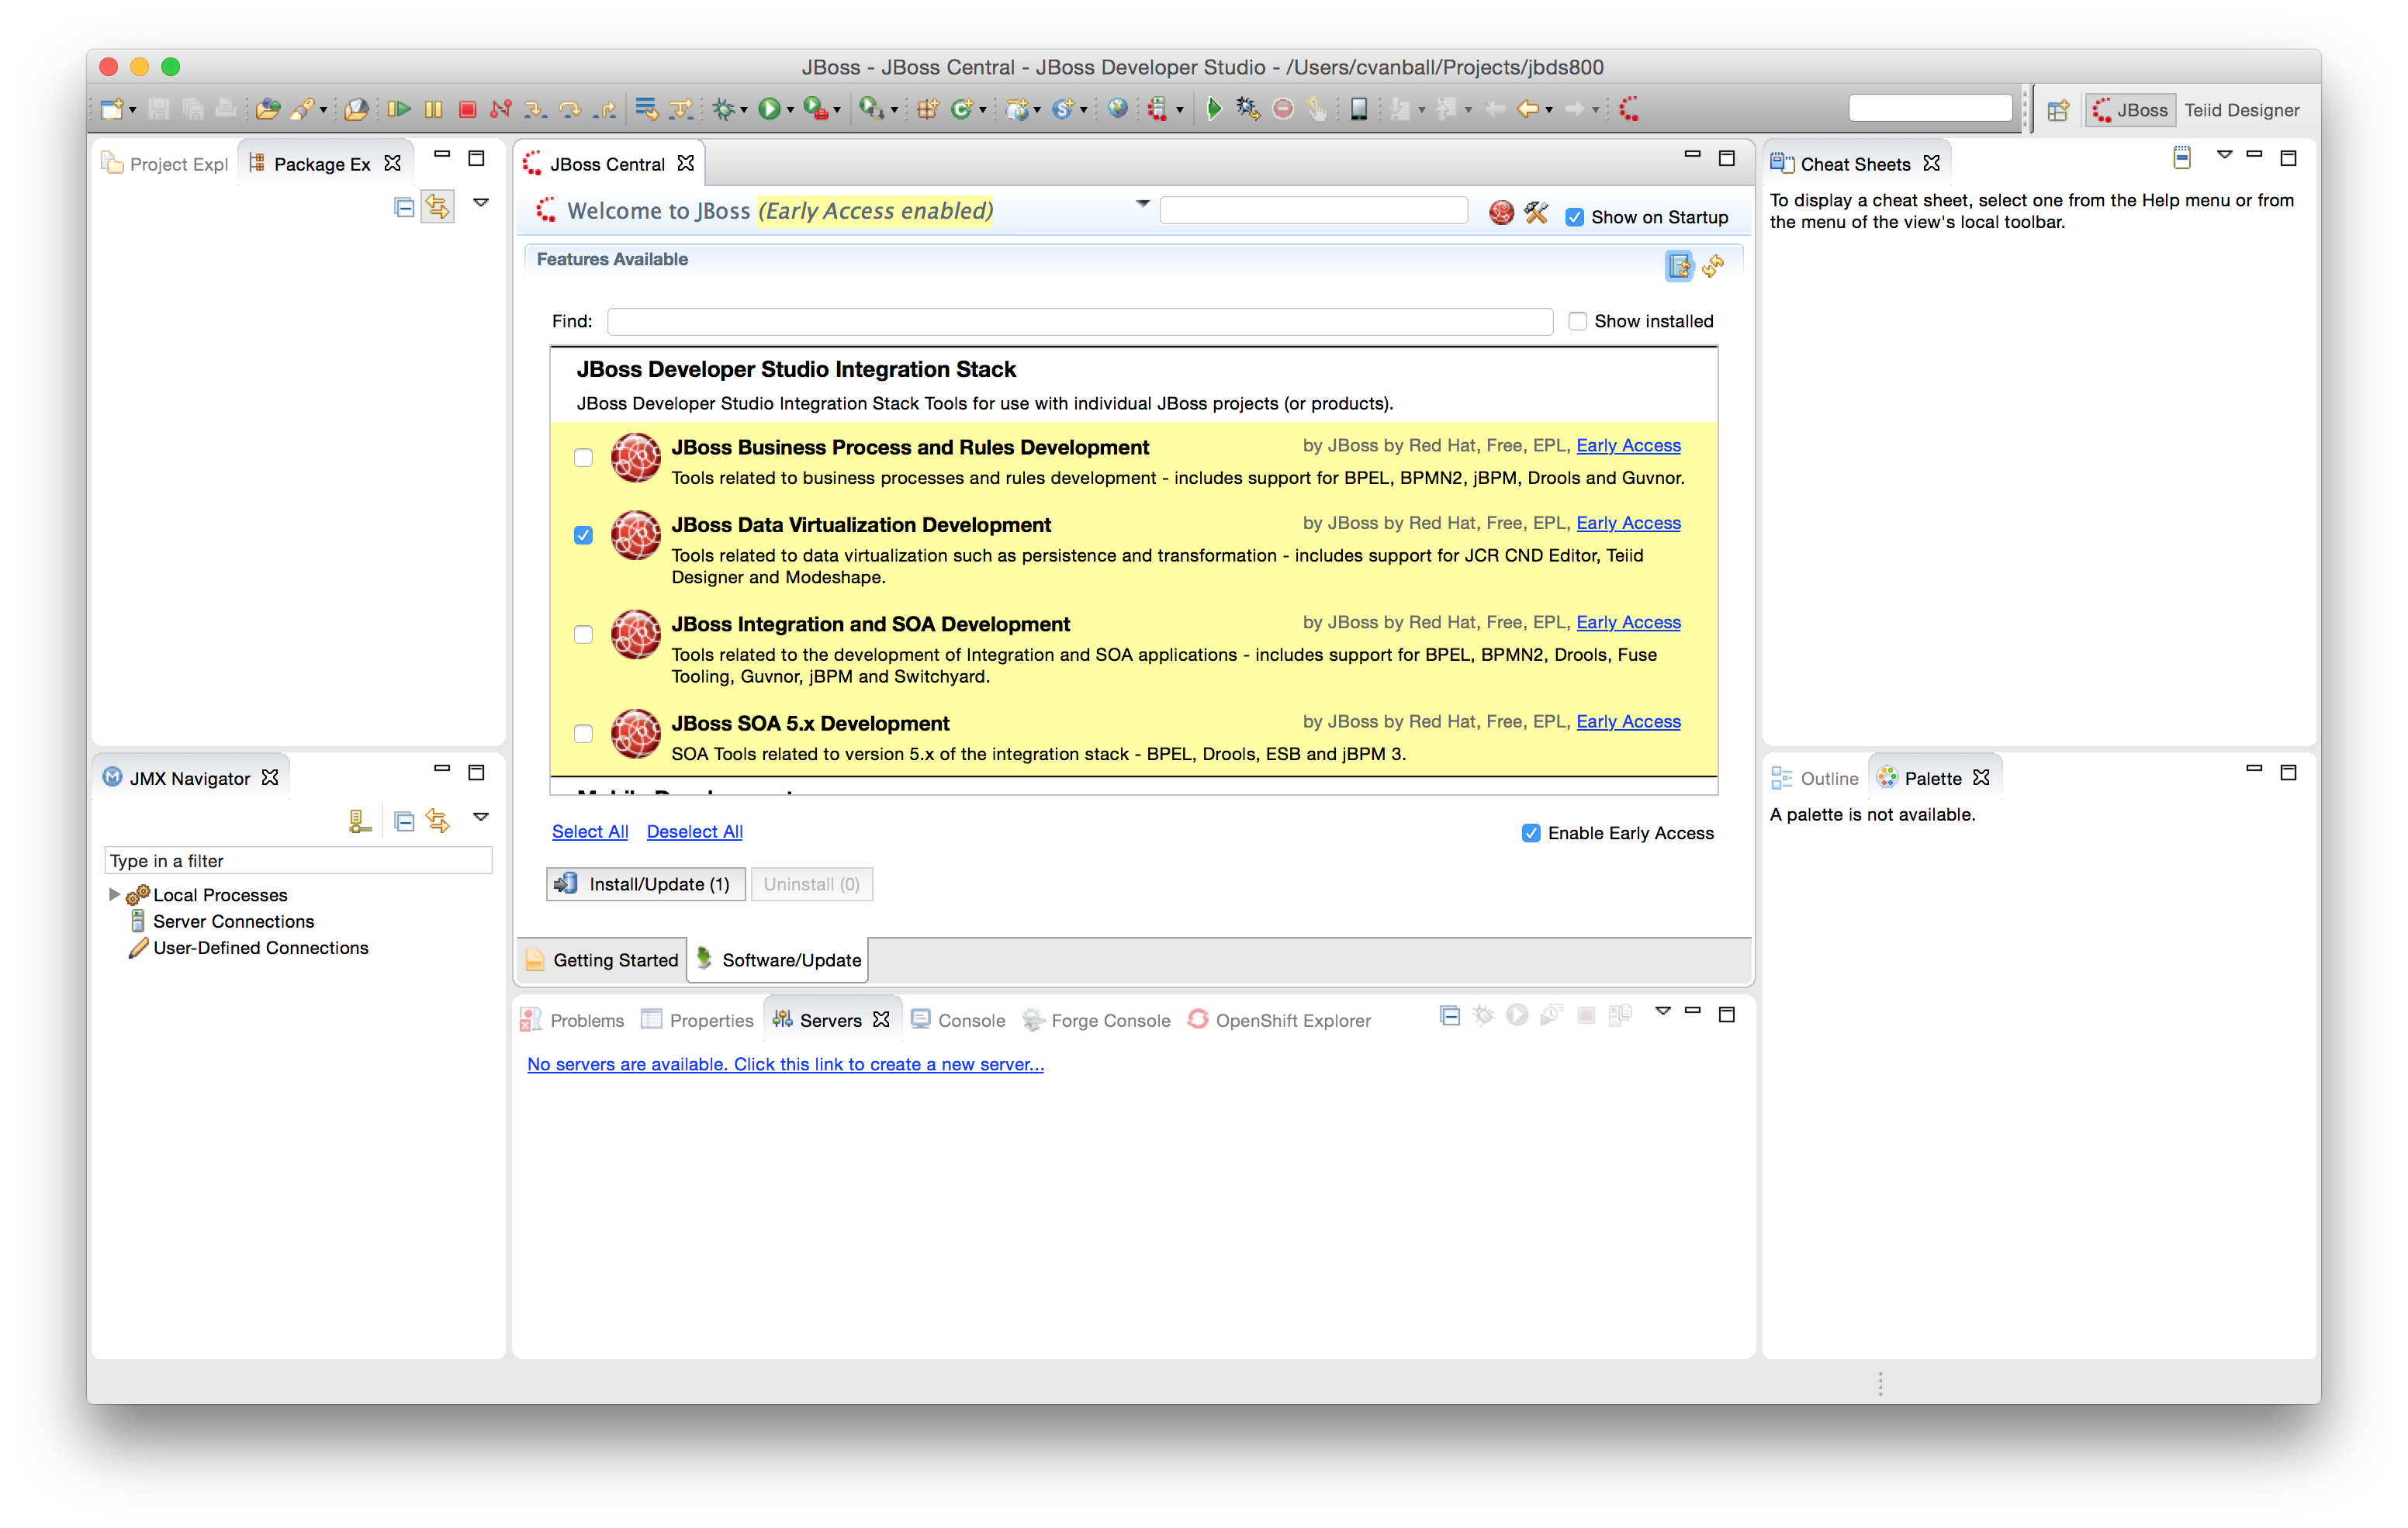 JBoss - JBoss Central - JBoss Developer Studio - /Users/cvanball/Projects/jbds800
JBoss
Teiid Designer
Project Expl
Package Ex
JBoss Central
Cheat Sheets
Welcome to JBoss (Early Access enabled)
Show on Startup
To display a cheat sheet, select one from the Help menu or from
the menu of the view's local toolbar.
Features Available
Find:
Show installed
JBoss Developer Studio Integration Stack
JBoss Developer Studio Integration Stack Tools for use with individual JBoss projects (or products).
JBoss Business Process and Rules Development
by JBoss by Red Hat, Free, EPL, Early Access
Tools related to business processes and rules development - includes support for BPEL, BPMN2, jBPM, Drools and Guvnor.
JBoss Data Virtualization Development
by JBoss by Red Hat, Free, EPL, Early Access
Tools related to data virtualization such as persistence and transformation - includes support for JCR CND Editor, Teiid
Designer and Modeshape.
JBoss Integration and SOA Development
by JBoss by Red Hat, Free, EPL, Early Access
Tools related to the development of Integration and SOA applications - includes support for BPEL, BPMN2, Drools, Fuse
Tooling, Guvnor, jBPM and Switchyard.
JBoss SOA 5.x Development
by JBoss by Red Hat, Free, EPL, Early Access
SOA Tools related to version 5.x of the integration stack - BPEL, Drools, ESB and jBPM 3.
Select All
Deselect All
Enable Early Access
Install/Update (1)
Uninstall (0)
Getting Started
Software/Update
JMX Navigator
Type in a filter
Local Processes
Server Connections
User-Defined Connections
Outline
Palette
A palette is not available.
Problems
Properties
Servers
Console
Forge Console
OpenShift Explorer
No servers are available. Click this link to create a new server...